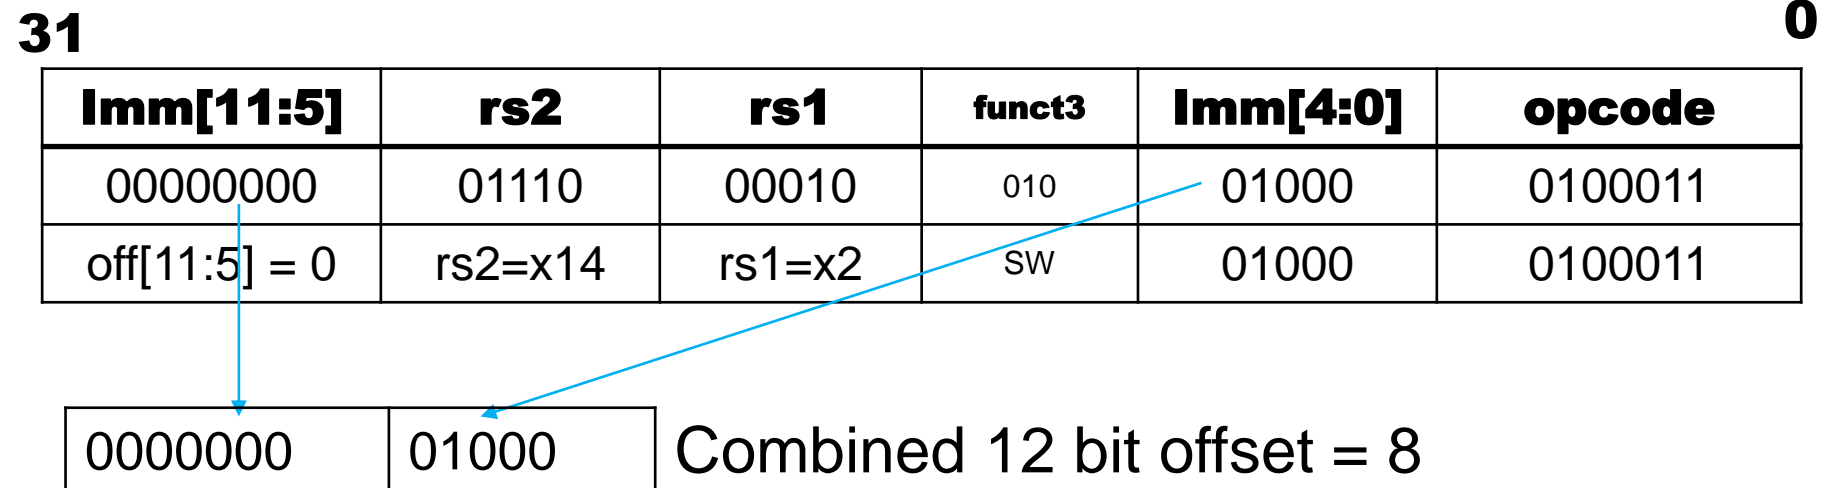 31 0
Imm[11:5] rs2 rs1 funct3 Imm[4:0] opcode
00000000 01110 00010 010 01000 0100011
off[11:5] = 0 rs2=x14 rs1=x2 SW 01000 0100011
0000000 01000 Combined 12 bit offset = 8